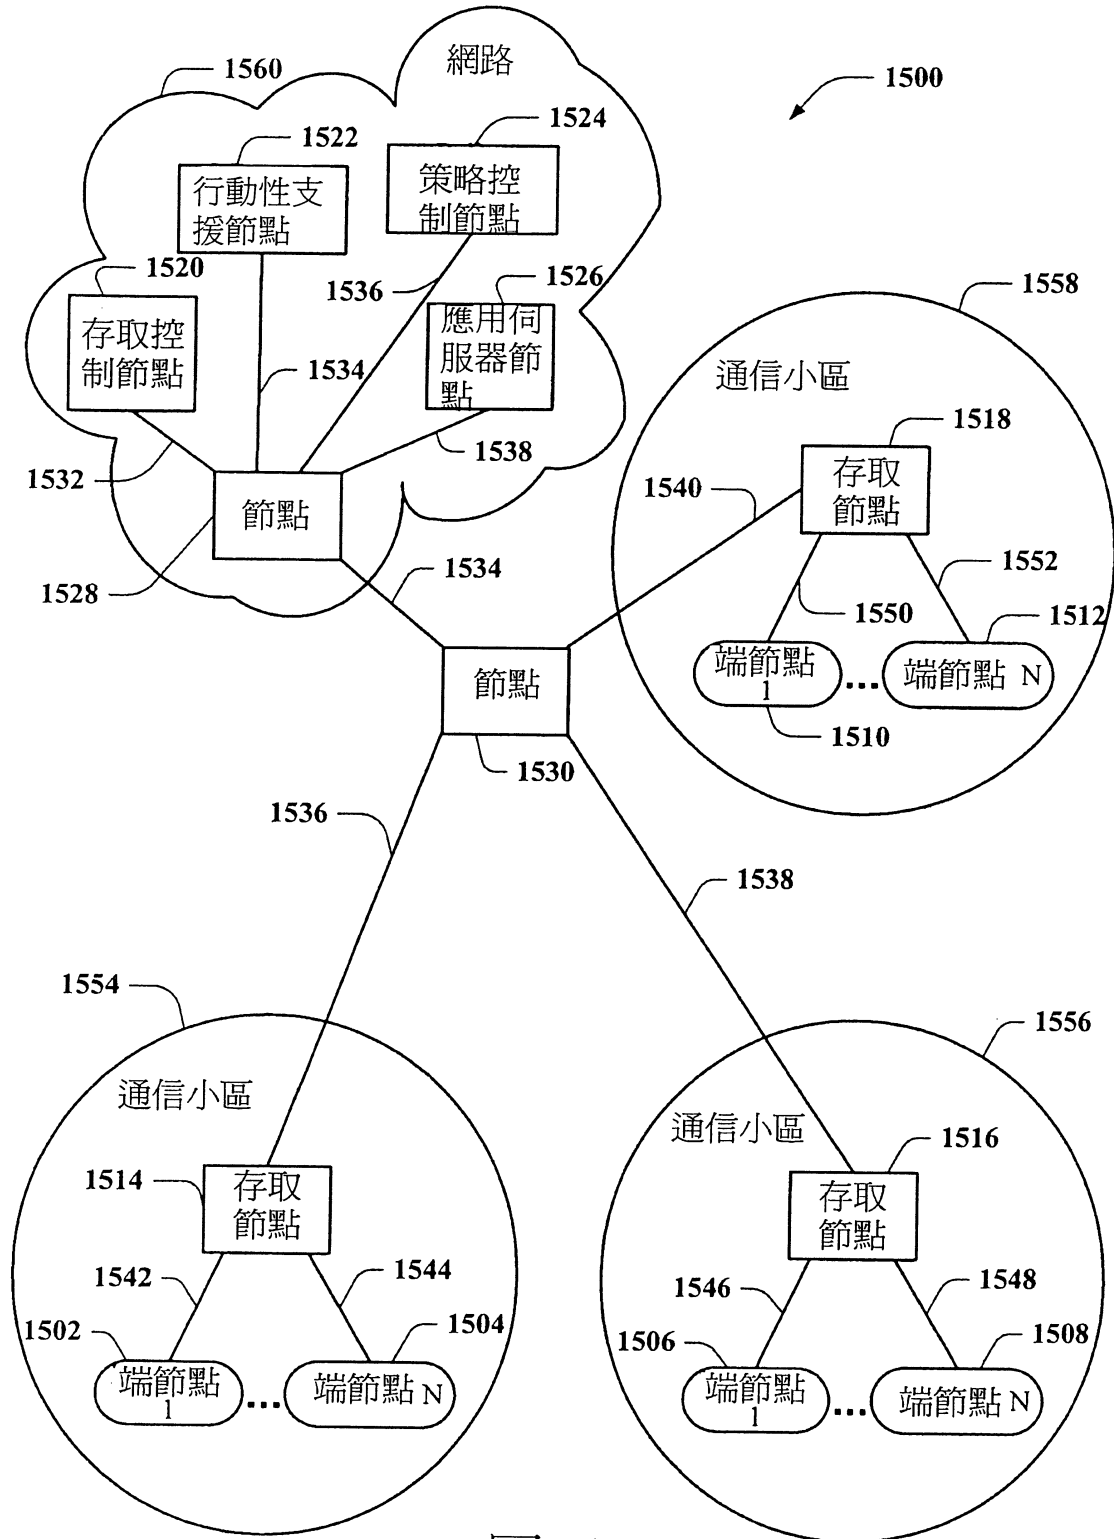 網路
1560
1500
1522
1524
行動性支
援節點
策略控
制節點
1520
1536
1526
存取控
制節點
應用伺
服器節
點
1534
1558
通信小區
1532
1538
1518
節點
存取
節點
1540
1528
1534
1552
1550
1512
節點
端節點
1
...
端節點 N
1510
1530
1536
1538
1554
1556
通信小區
通信小區
1514
存取
節點
1516
存取
節點
1542
1544
1546
1548
1502
1504
1506
1508
端節點
1
...
端節點 N
端節點
1
...
端節點 N